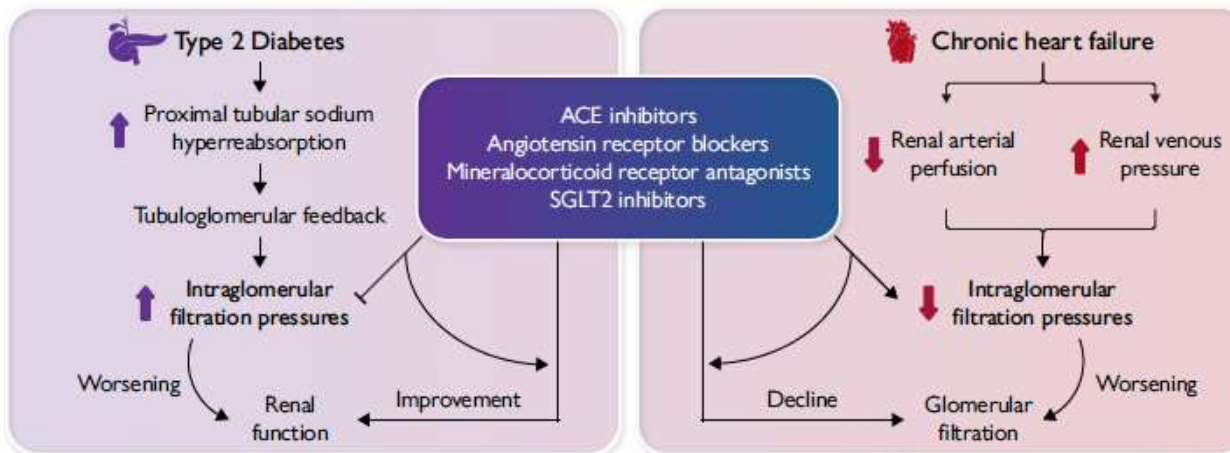 Type 2 Diabetes
Proximal tubular sodium
hyperreabsorption
Tubuloglomerular feedback
Intraglomerular
filtration pressures
Worsening
Renal
function
Improvement
ACE inhibitors
Angiotensin receptor blockers
Mineralocorticoid receptor antagonists
SGLT2 inhibitors
Chronic heart failure
Renal arterial
perfusion
Renal venous
pressure
Intraglomerular
filtration pressures
Decline
Worsening
Glomerular
filtration